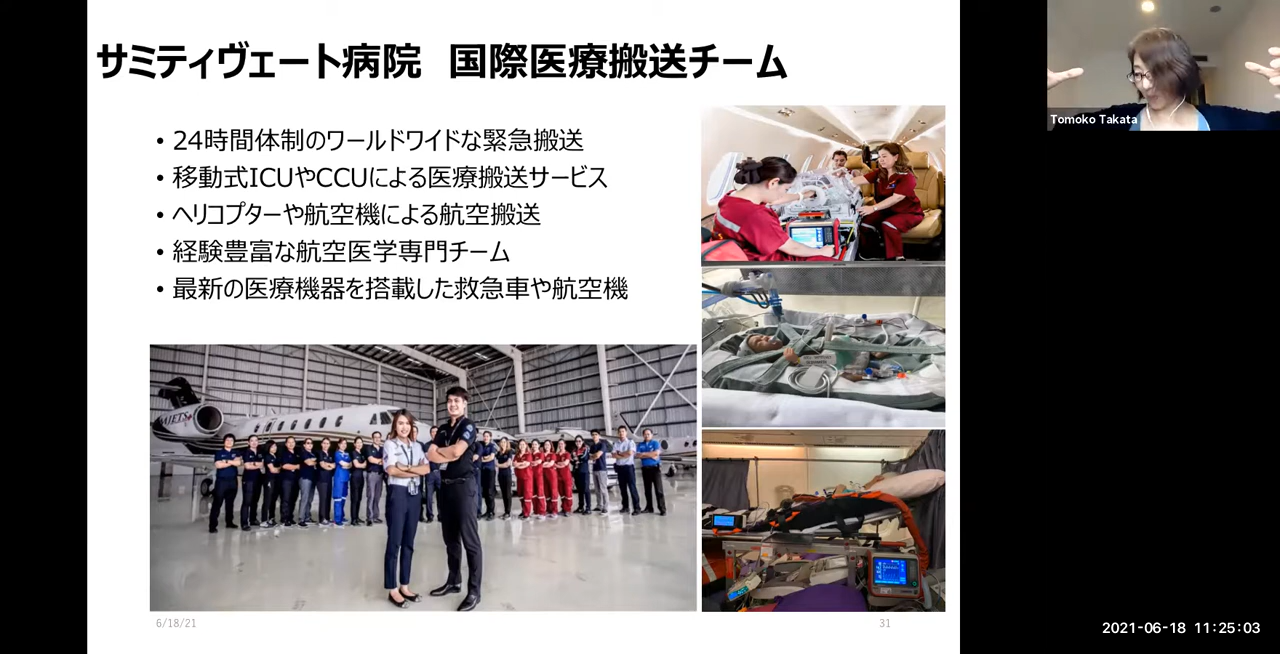 サミティヴェート病院　国際医療搬送チーム
Tomoko Takata
• 24時間体制のワールドワイドな緊急搬送
• 移動式ICUやCCUによる医療搬送サービス
• ヘリコプターや航空機による航空搬送
• 経験豊富な航空医学専門チーム
• 最新の医療機器を搭載した救急車や航空機
MJETS
6/18/21
31
2021-06-18 11:25:03